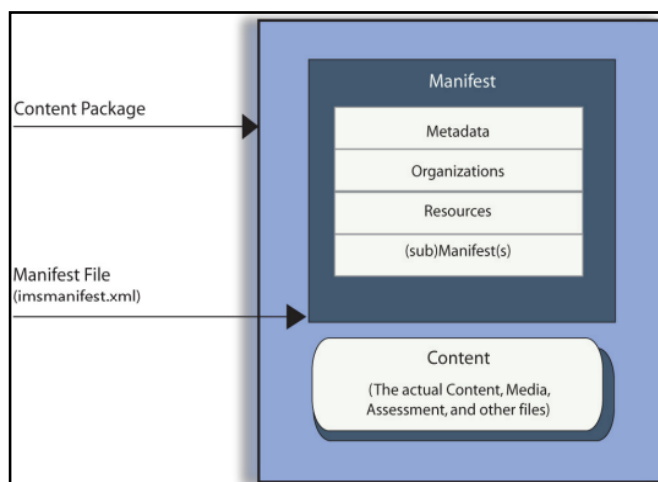 Content Package
Manifest File
(imsmanifest.xml)
Manifest
Metadata
Organizations
Resources
(sub)Manifest(s)
Content
(The actual Content, Media,
Assessment, and other files)